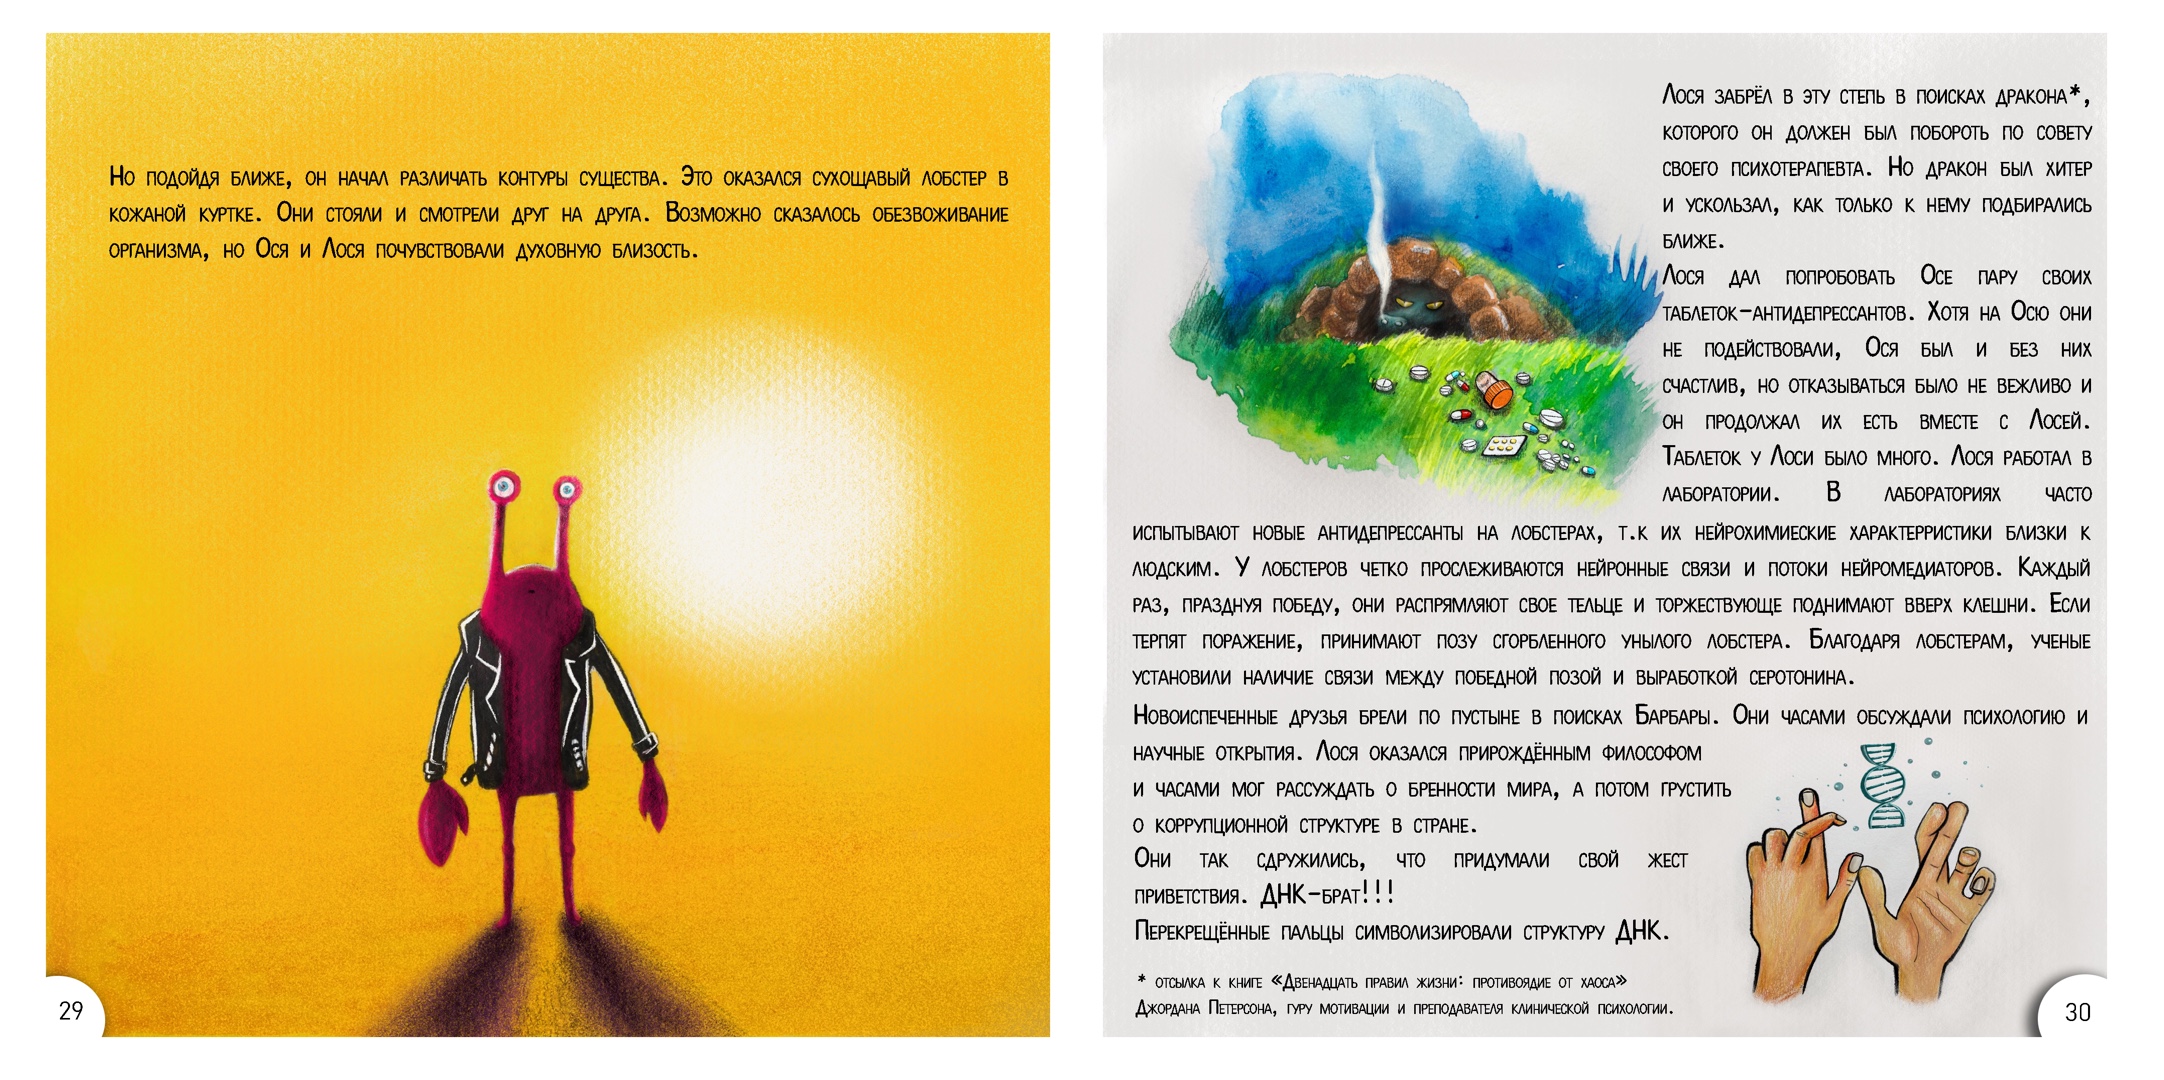 Но подойдя ближе, он начал различать контуры существа. Это оказался сухощавый лобстер в
кожаной куртке. Они стояли и смотрели друг на друга. Возможно сказалось обезвоживание
организма, но Ося и Лося почувствовали духовную близость.
29
Лося забрёл в эту степь в поисках дракона*,
которого он должен был побороть по совету
своего психотерапевта. Но дракон был хитер
и ускользал, как только к нему подбирались
ближе.
Лося дал попробовать Осе пару своих
таблеток-антидепрессантов. Хотя на Осю они
не подействовали, Ося был и без них
счастлив, но отказываться было не вежливо и
он продолжал их есть вместе с Лосей.
Таблеток у Лоси было много. Лося работал в
лаборатории. В лабораториях часто
испытывают новые антидепрессанты на лобстерах, т.к их нейрохимиеские характерристики близки к
людским. У лобстеров четко прослеживаются нейронные связи и потоки нейромедиаторов. Каждый
раз, празднуя победу, они распрямляют свое тельце и торжествующе поднимают вверх клешни. Если
терпят поражение, принимают позу сгорбленного унылого лобстера. Благодаря лобстерам, ученые
установили наличие связи между победной позой и выработкой серотонина.
Новоиспеченные друзья брели по пустыне в поисках Барбары. Они часами обсуждали психологию и
научные открытия. Лося оказался прирождённым философом
и часами мог рассуждать о бренности мира, а потом грустить
о коррупционной структуре в стране.
Они так сдружились, что придумали свой жест
приветствия. ДНК-брат!!!
Перекрещённые пальцы символизировали структуру ДНК.
* отсылка к книге «Двенадцать правил жизни: противоядие от хаоса»
Джордана Петерсона, гуру мотивации и преподавателя клинической психологии.
30